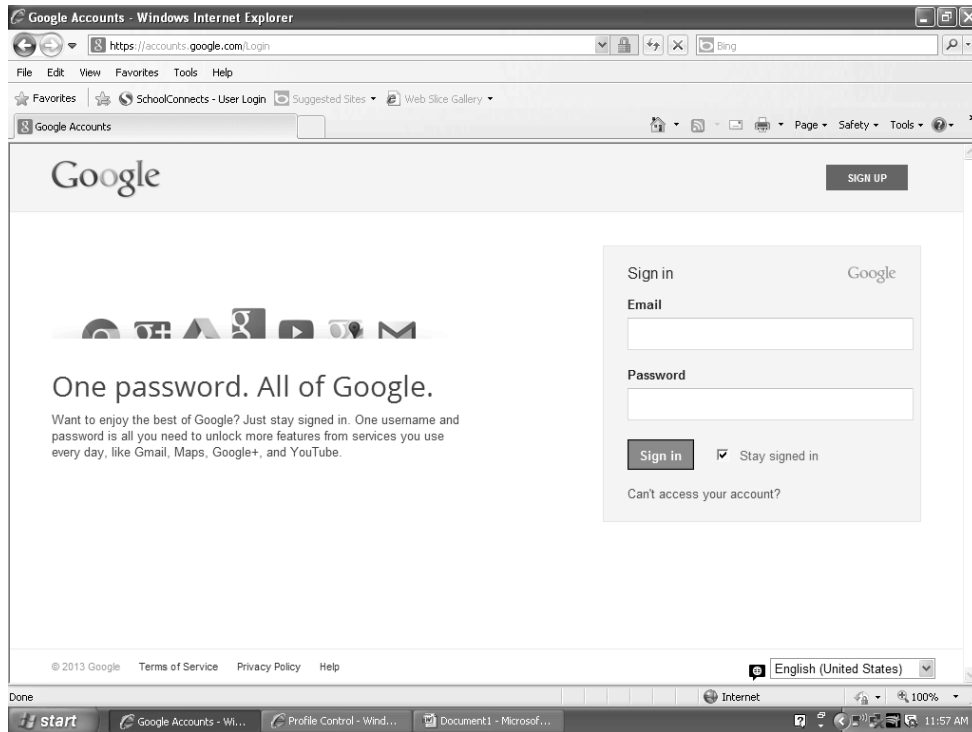 Google Accounts - Windows Internet Explorer
https://accounts.google.com/Login
Bing
File Edit View Favorites Tools Help
Favorites SchoolConnects - User Login Suggested Sites Web Slice Gallery
Google Accounts
Page Safety Tools
Google
SIGN UP
Sign in Google
Email
Password
One password. All of Google.
Want to enjoy the best of Google? Just stay signed in. One username and
password is all you need to unlock more features from services you use
every day, like Gmail, Maps, Google+, and YouTube.
Sign in Stay signed in
Can't access your account?
© 2013 Google Terms of Service Privacy Policy Help
English (United States)
Done Internet 100%
start Google Accounts - Wi... Profile Control - Wind... Document1 - Microsof... 11:57 AM